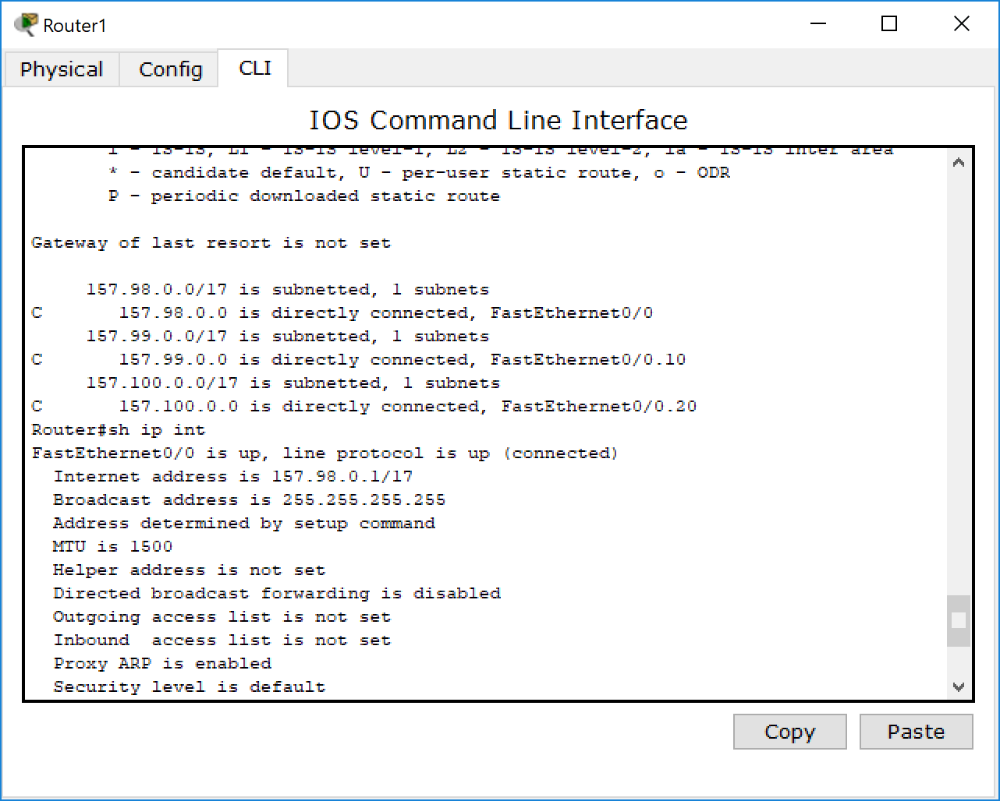 Router1
Physical Config CLI
IOS Command Line Interface
i - IS-IS, L1 - IS-IS level-1, L2 - IS-IS level-2, ia - IS-IS inter area
* - candidate default, U - per-user static route, o - ODR
P - periodic downloaded static route
Gateway of last resort is not set
157.98.0.0/17 is subnetted, 1 subnets
C 157.98.0.0 is directly connected, FastEthernet0/0
157.99.0.0/17 is subnetted, 1 subnets
C 157.99.0.0 is directly connected, FastEthernet0/0.10
157.100.0.0/17 is subnetted, 1 subnets
C 157.100.0.0 is directly connected, FastEthernet0/0.20
Router#sh ip int
FastEthernet0/0 is up, line protocol is up (connected)
Internet address is 157.98.0.1/17
Broadcast address is 255.255.255.255
Address determined by setup command
MTU is 1500
Helper address is not set
Directed broadcast forwarding is disabled
Outgoing access list is not set
Inbound  access list is not set
Proxy ARP is enabled
Security level is default
Copy Paste